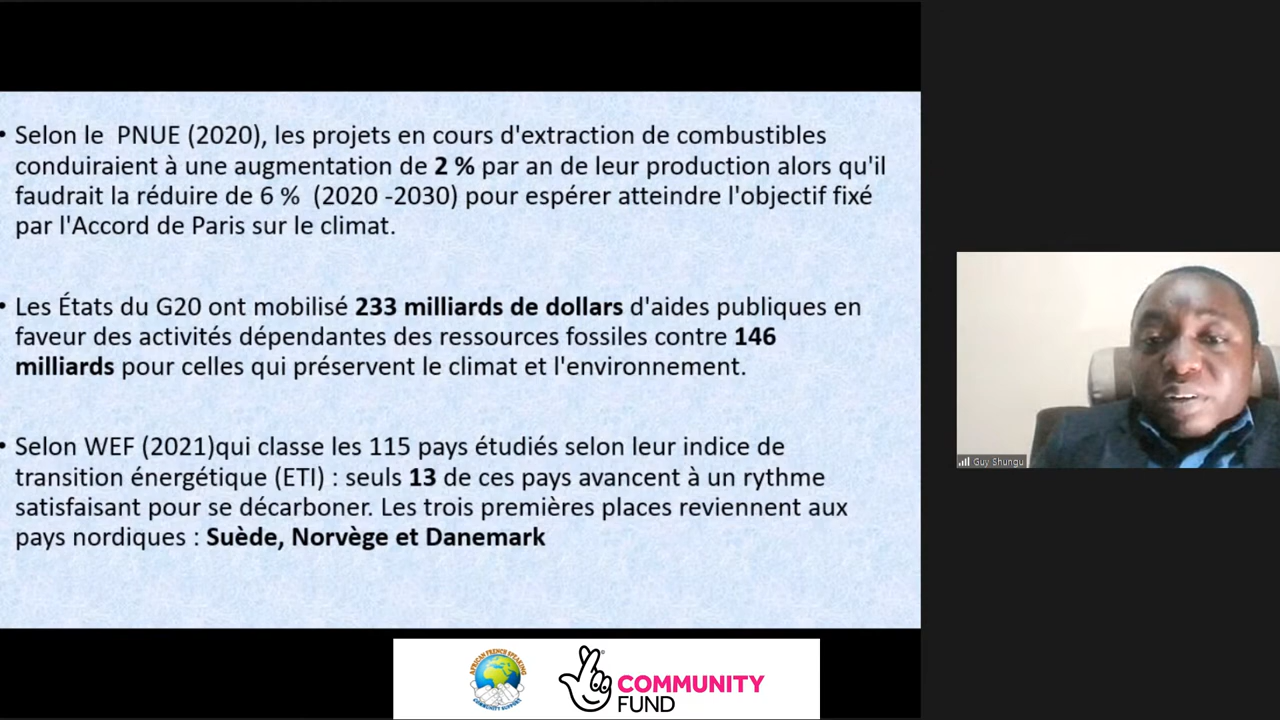 • Selon le  PNUE (2020), les projets en cours d'extraction de combustibles
conduiraient à une augmentation de 2 % par an de leur production alors qu'il
faudrait la réduire de 6 %  (2020 -2030) pour espérer atteindre l'objectif fixé
par l'Accord de Paris sur le climat.
• Les États du G20 ont mobilisé 233 milliards de dollars d'aides publiques en
faveur des activités dépendantes des ressources fossiles contre 146
milliards pour celles qui préservent le climat et l'environnement.
• Selon WEF (2021)qui classe les 115 pays étudiés selon leur indice de
transition énergétique (ETI) : seuls 13 de ces pays avancent à un rythme
satisfaisant pour se décarboner. Les trois premières places reviennent aux
pays nordiques : Suède, Norvège et Danemark
Guy Shungu
AFRICAN FRENCH SPEAKING
COMMUNITY SUPPORT
COMMUNITY
FUND